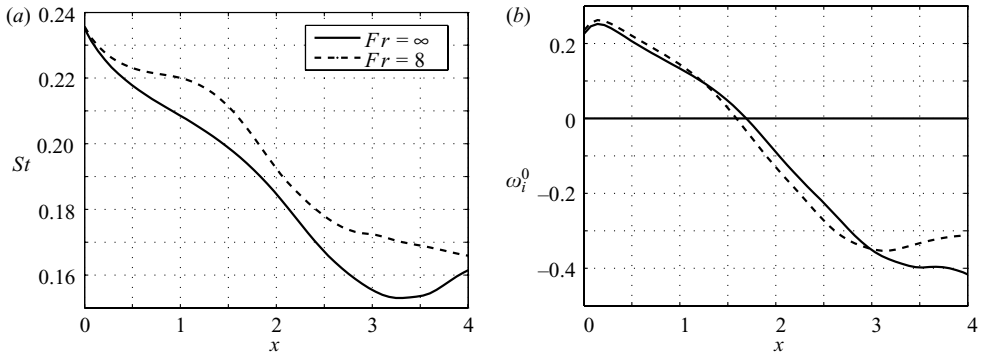 (a)
0.24
0.22
0.20
0.18
0.16
St
0 1 2 3 4
x
Fr = ∞
Fr = 8
(b)
0.2
0
−0.2
−0.4
ω_i^0
0 1 2 3 4
x